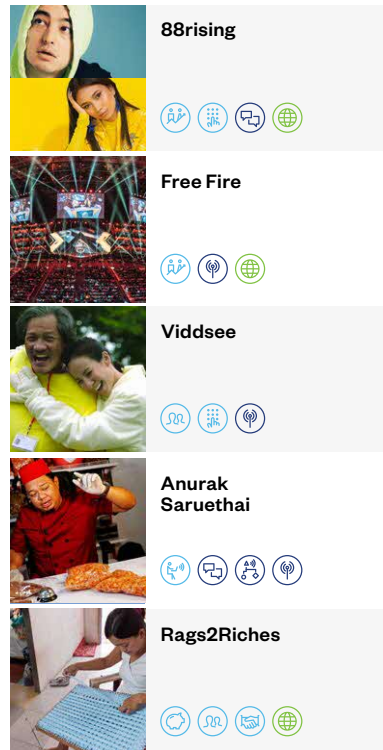 88rising
Free Fire
Viddsee
Anurak
Saruethai
Rags2Riches